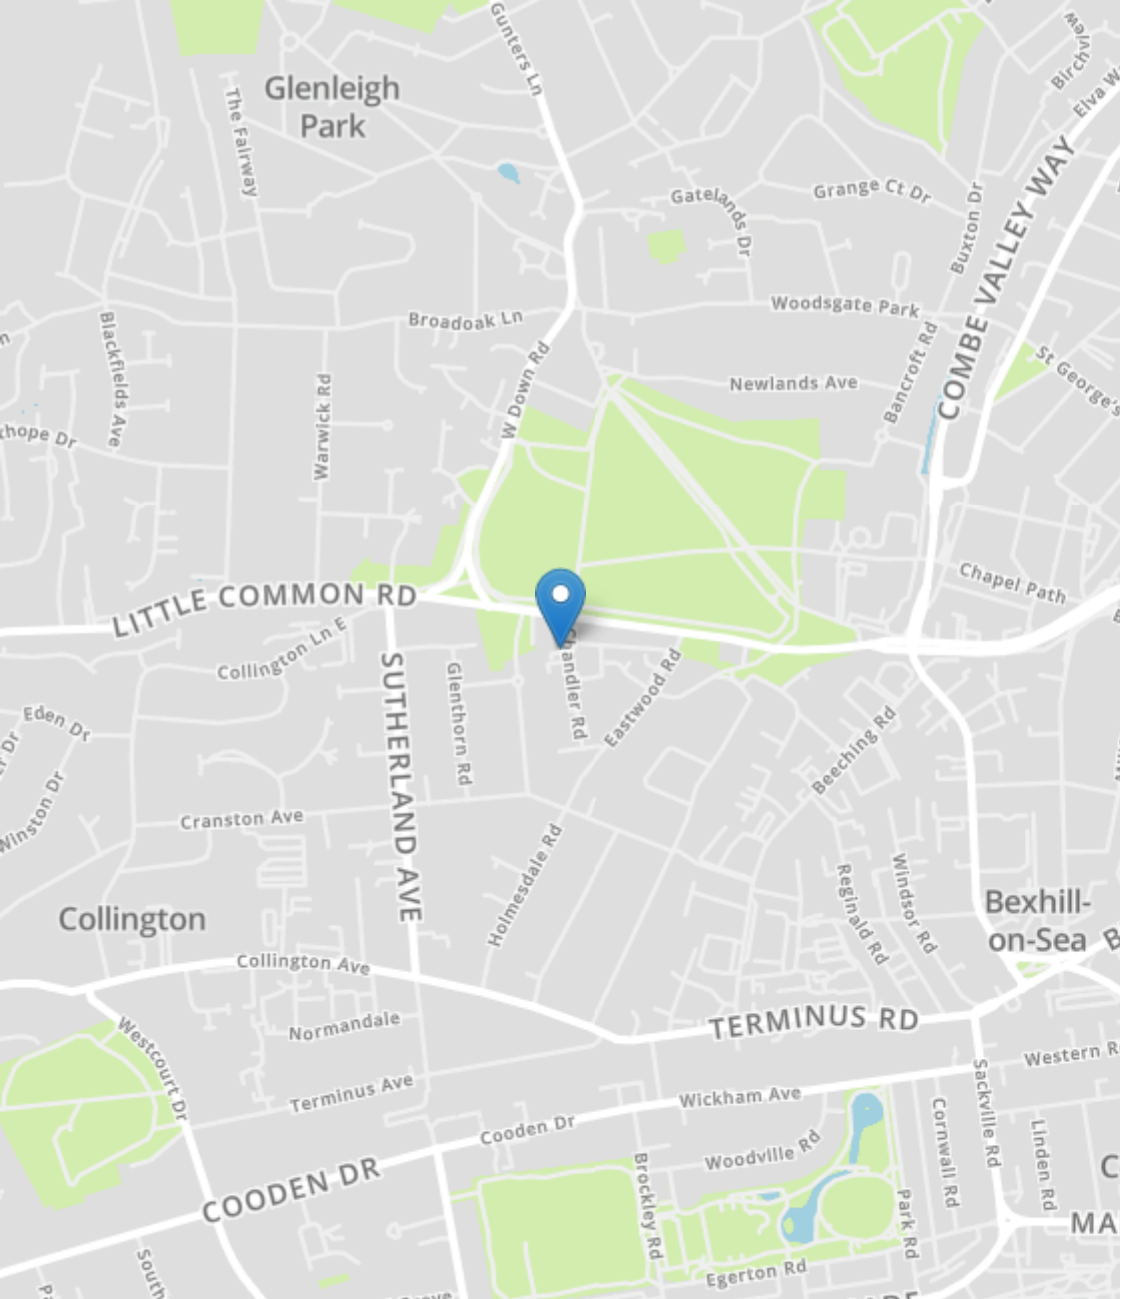 Gunters Ln
Birchview
Elva W
Glenleigh
Park
The Fairway
COMBE VALLEY WAY
Gatelands Dr
Grange Ct Dr
Buxton Dr
Woodsgate Park
Broadoak Ln
Blackfields Ave
W Down Rd
Bancroft Rd
St George's
Warwick Rd
Newlands Ave
thope Dr
Chapel Path
LITTLE COMMON RD
Collington Ln E
Chandler Rd
Eastwood Rd
SUTHERLAND AVE
Glenthorn Rd
Eden Dr
Beeching Rd
Winston Dr
Cranston Ave
Holmesdale Rd
Reginald Rd
Windsor Rd
Bexhill-
on-Sea
Collington
Collington Ave
TERMINUS RD
Normandale
Westcourt Dr
Western R
Terminus Ave
Wickham Ave
Sackville Rd
Cornwall Rd
Linden Rd
Cooden Dr
Woodville Rd
COODEN DR
Brockley Rd
Park Rd
MA
South
Egerton Rd